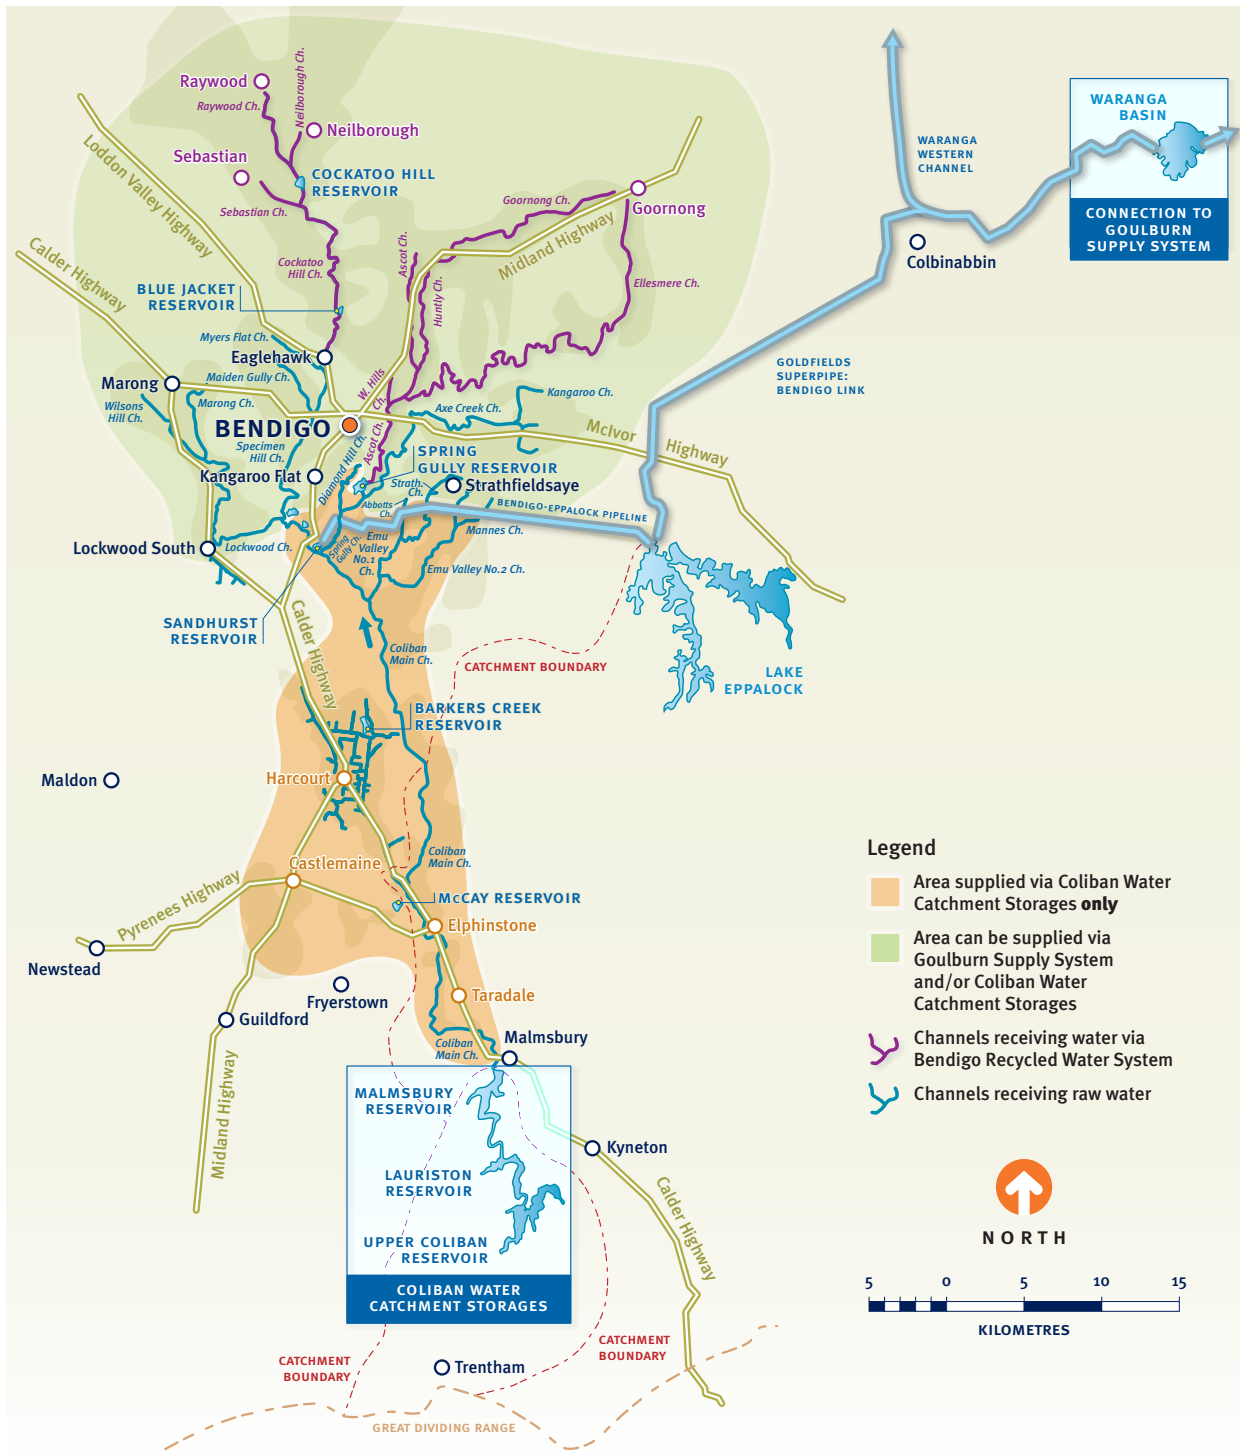 Raywood
Raywood Ch.
Neilborough Ch.
Neilborough
Sebastian
COCKATOO HILL
RESERVOIR
Sebastian Ch.
Loddon Valley Highway
Calder Highway
Goornong Ch.
Goornong
Midland Highway
Ascot Ch.
Huntly Ch.
Ellesmere Ch.
Cockatoo
Hill Ch.
BLUE JACKET
RESERVOIR
WARANGA
BASIN
WARANGA
WESTERN
CHANNEL
CONNECTION TO
GOULBURN
SUPPLY SYSTEM
Colbinabbin
GOLDFIELDS
SUPERPIPE:
BENDIGO LINK
Myers Flat Ch.
Eaglehawk
Maiden Gully Ch.
Marong
Wilsons
Hill Ch.
Marong Ch.
W. Hills
Ch.
Kangaroo Ch.
Axe Creek Ch.
BENDIGO
McIvor Highway
Specimen
Hill Ch.
Diamond Hill Ch.
Ascot Ch.
SPRING
GULLY RESERVOIR
Kangaroo Flat
Strath.
Ch.
Strathfieldsaye
Abbotts
Ch.
BENDIGO-EPPALOCK PIPELINE
Lockwood South
Lockwood Ch.
Spring
Gully Ch.
Emu
Valley
No.1
Ch.
Mannes Ch.
Emu Valley No.2 Ch.
SANDHURST
RESERVOIR
Calder Highway
Coliban
Main Ch.
CATCHMENT BOUNDARY
LAKE
EPPALOCK
BARKERS CREEK
RESERVOIR
Maldon
Harcourt
Castlemaine
Coliban
Main Ch.
McCAY RESERVOIR
Pyrenees Highway
Elphinstone
Newstead
Fryerstown
Taradale
Guildford
Malmsbury
Coliban
Main Ch.
Midland Highway
MALMSBURY
RESERVOIR
Kyneton
LAURISTON
RESERVOIR
Calder Highway
UPPER COLIBAN
RESERVOIR
COLIBAN WATER
CATCHMENT STORAGES
CATCHMENT
BOUNDARY
CATCHMENT
BOUNDARY
Trentham
GREAT DIVIDING RANGE
Legend
Area supplied via Coliban Water
Catchment Storages only
Area can be supplied via
Goulburn Supply System
and/or Coliban Water
Catchment Storages
Channels receiving water via
Bendigo Recycled Water System
Channels receiving raw water
NORTH
5 0 5 10 15
KILOMETRES